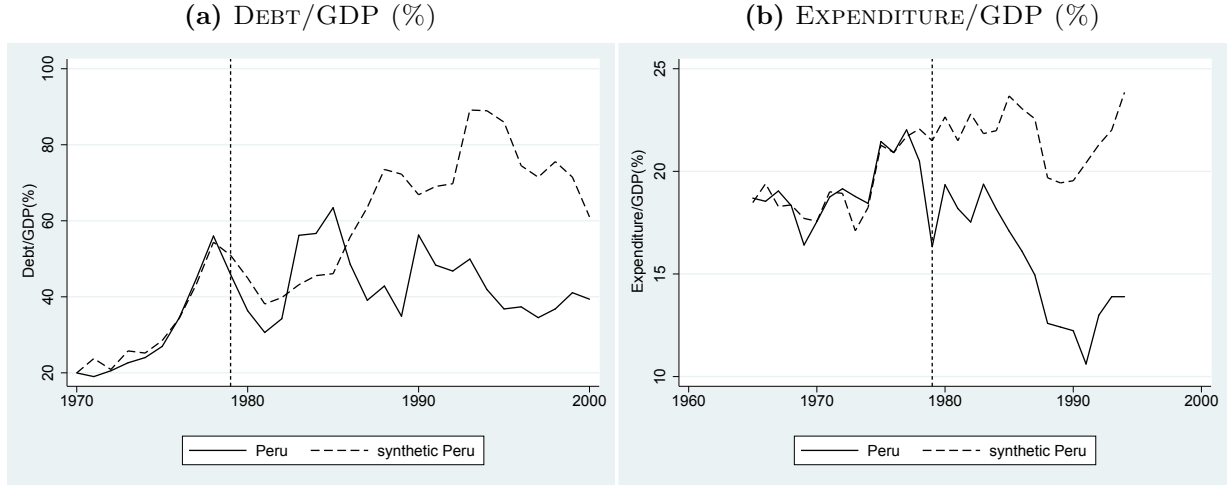 (a) DEBT/GDP (%)
Debt/GDP(%)
100
80
60
40
20
1970
1980
1990
2000
Peru
synthetic Peru
(b) EXPENDITURE/GDP (%)
Expenditure/GDP(%)
25
20
15
10
1960
1970
1980
1990
2000
Peru
synthetic Peru